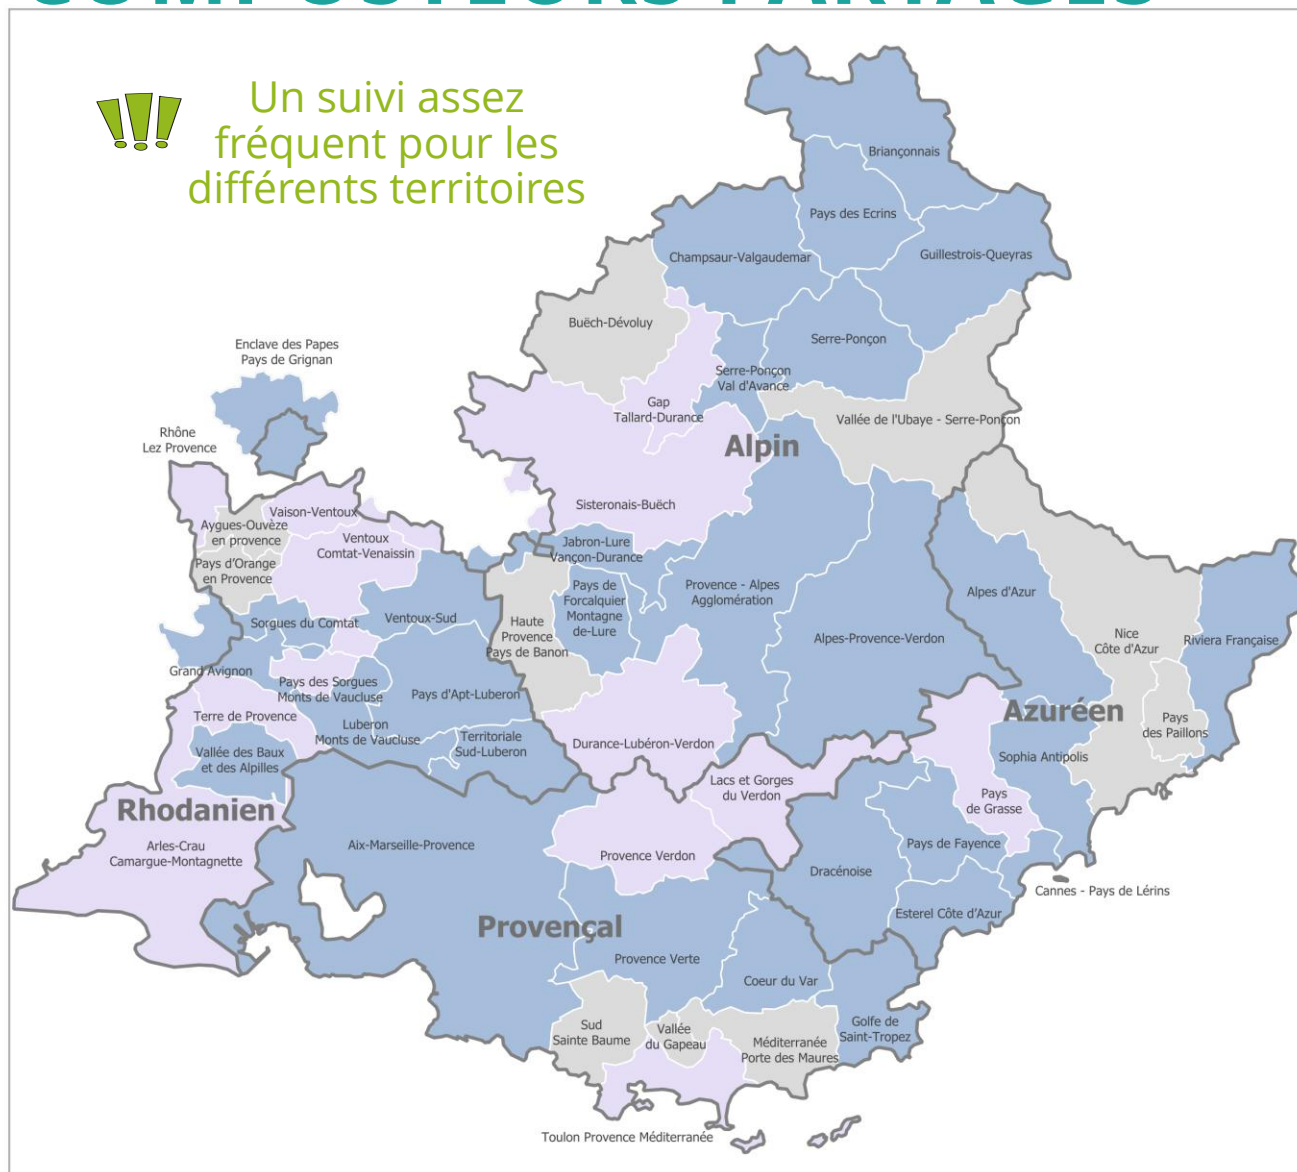 COMPOSTEURS PARTAGÉS
Un suivi assez
fréquent pour les
différents territoires
Briançonnais
Pays des Ecrins
Champsaur-Valgaudemar
Guillestrois-Queyras
Buëch-Dévoluy
Serre-Ponçon
Enclave des Papes
Pays de Grignan
Serre-Ponçon
Val d'Avance
Gap
Tallard-Durance
Vallée de l'Ubaye - Serre-Ponçon
Rhône
Lez Provence
Alpin
Sisteronais-Buëch
Vaison-Ventoux
Aygues-Ouvèze
en provence
Ventoux
Comtat-Venaissin
Jabron-Lure
Vançon-Durance
Pays d'Orange
en Provence
Pays de
Forcalquier
Montagne
de-Lure
Provence - Alpes
Agglomération
Alpes d'Azur
Sorgues du Comtat
Ventoux-Sud
Haute
Provence
Pays de Banon
Alpes-Provence-Verdon
Nice
Côte d'Azur
Riviera Française
Grand Avignon
Pays des Sorgues
Monts de Vaucluse
Pays d'Apt-Luberon
Azuréen
Terre de Provence
Luberon
Monts de Vaucluse
Territoriale
Sud-Luberon
Durance-Lubéron-Verdon
Pays
des Paillons
Vallée des Baux
et des Alpilles
Sophia Antipolis
Lacs et Gorges
du Verdon
Pays
de Grasse
Rhodanien
Arles-Crau
Camargue-Montagnette
Aix-Marseille-Provence
Provence Verdon
Pays de Fayence
Dracénoise
Cannes - Pays de Lérins
Esterel Côte d'Azur
Provençal
Provence Verte
Coeur du Var
Golfe de
Saint-Tropez
Sud
Sainte Baume
Vallée
du Gapeau
Méditerranée
Porte des Maures
Toulon Provence Méditerranée